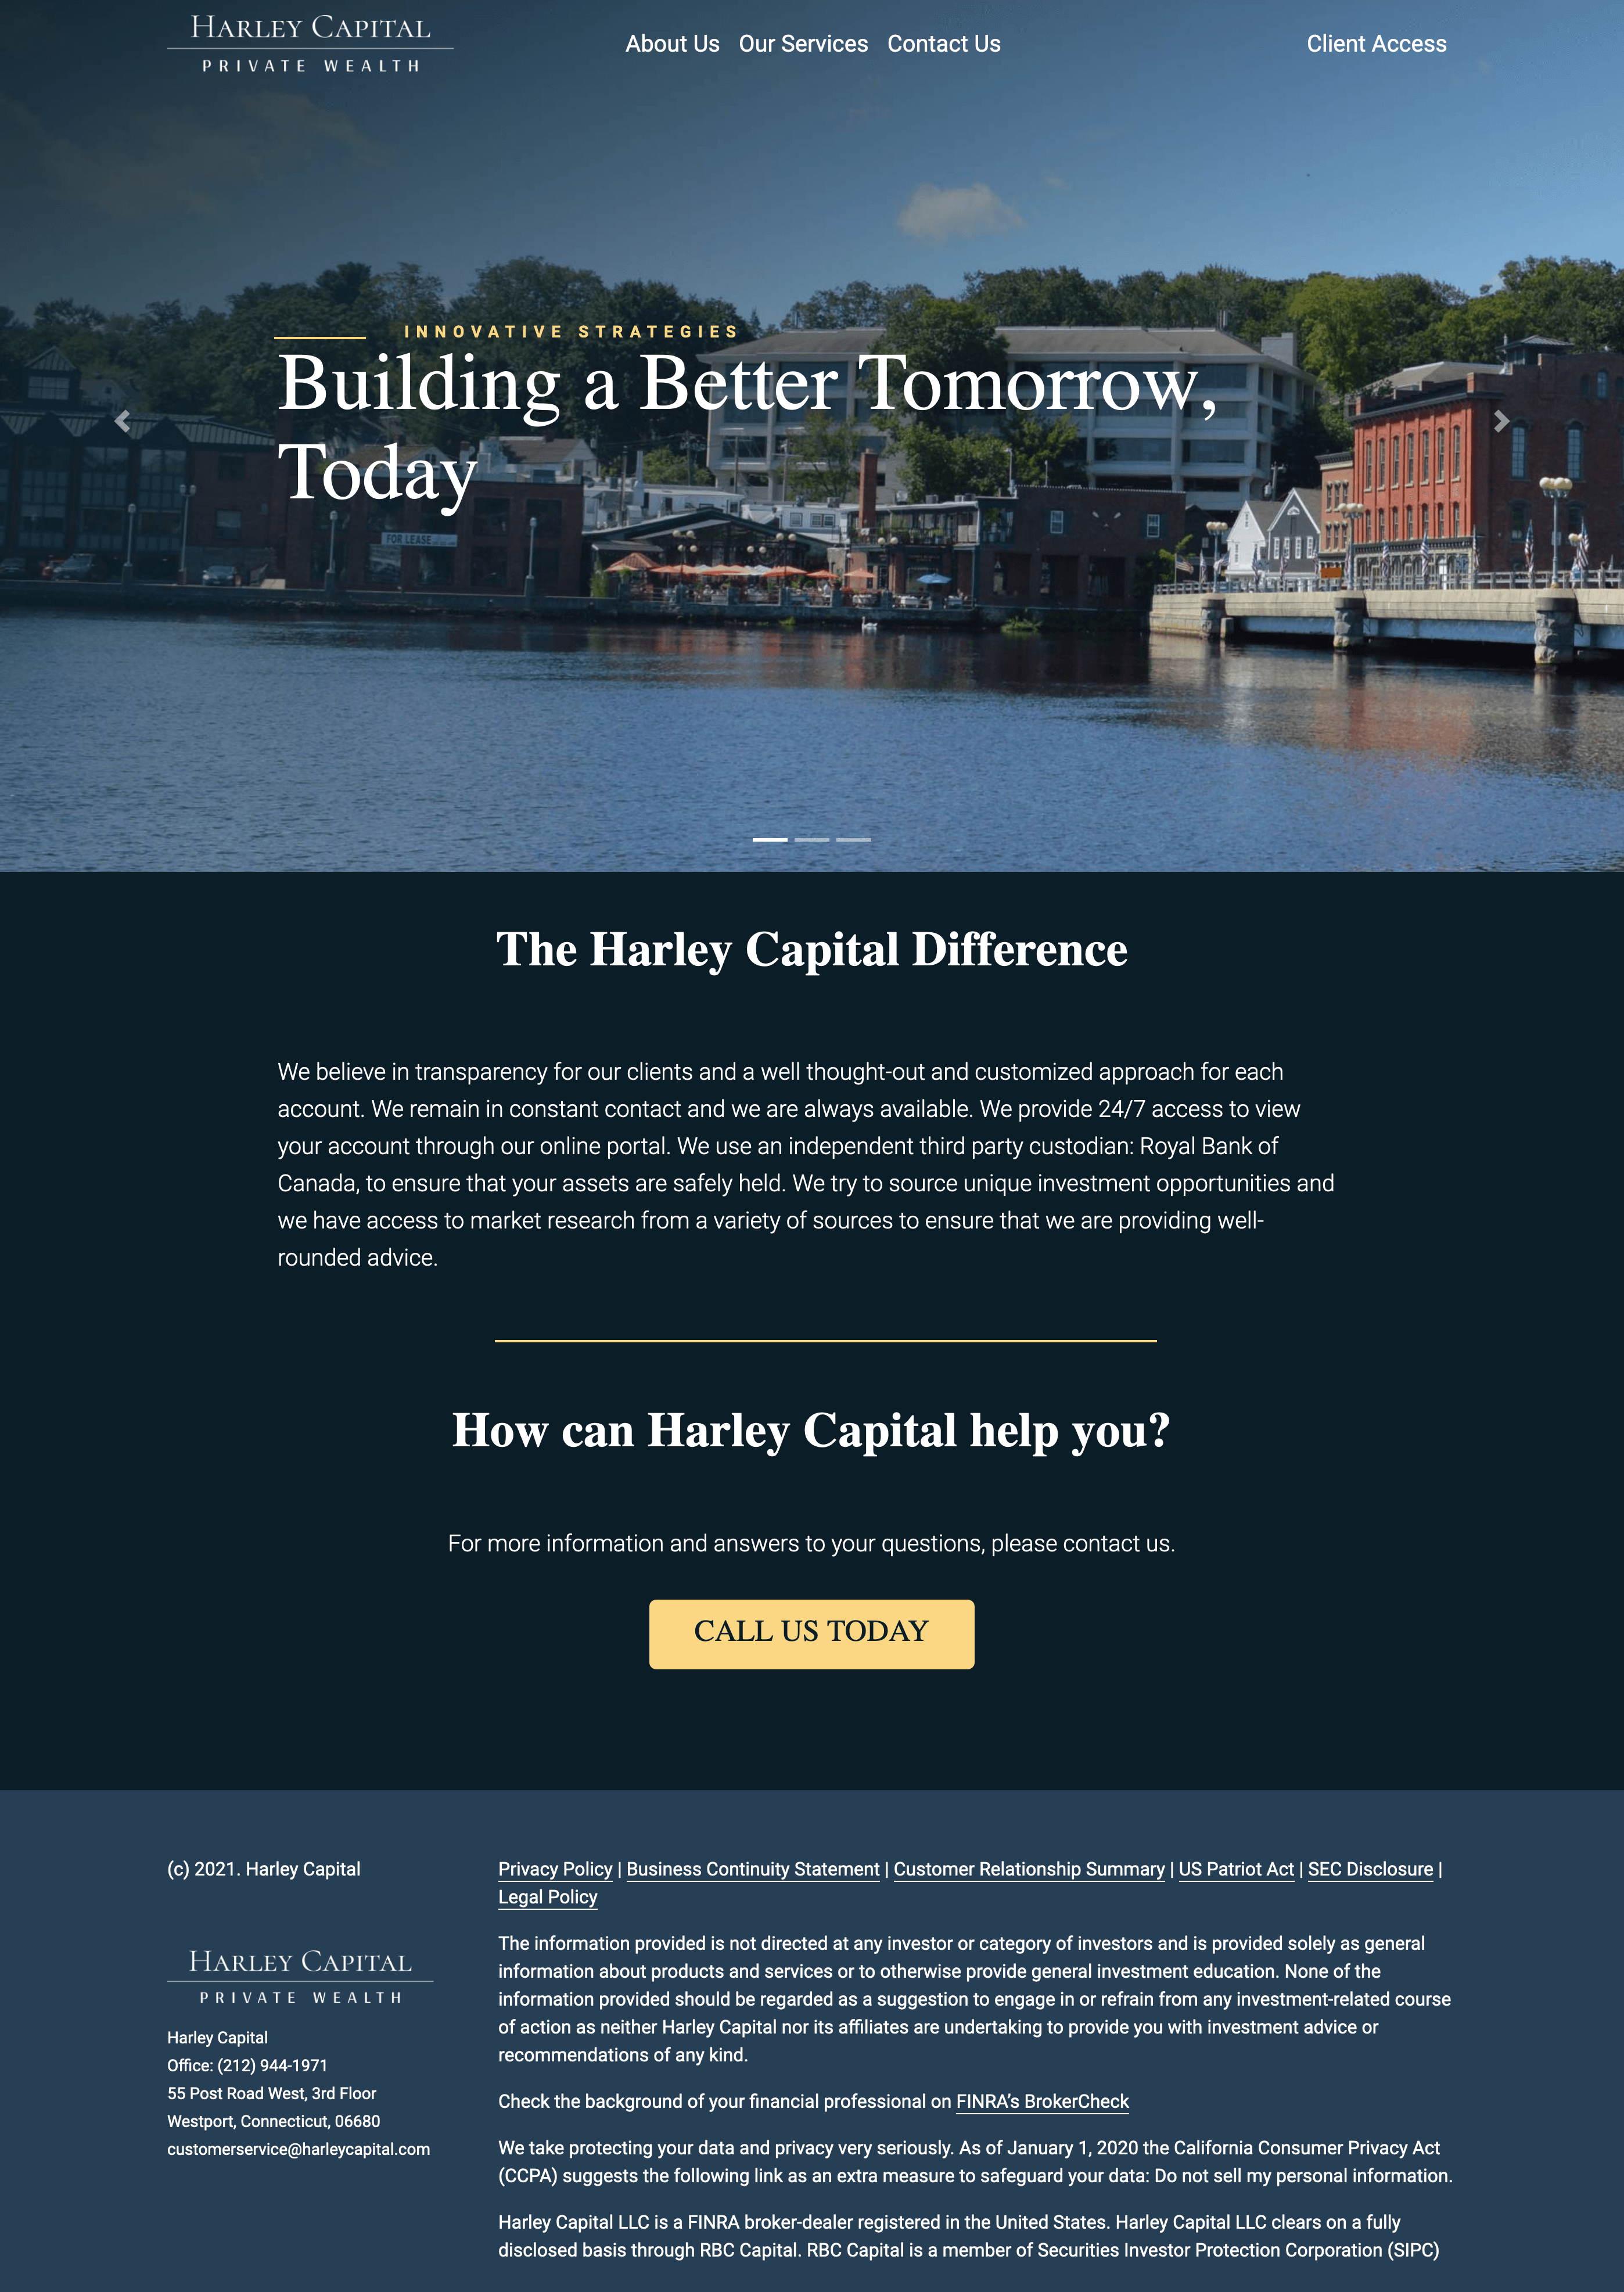 HARLEY CAPITAL
PRIVATE WEALTH
About Us Our Services Contact Us
Client Access
INNOVATIVE STRATEGIES
Building a Better Tomorrow,
Today
FOR LEASE
The Harley Capital Difference
We believe in transparency for our clients and a well thought-out and customized approach for each
account. We remain in constant contact and we are always available. We provide 24/7 access to view
your account through our online portal. We use an independent third party custodian: Royal Bank of
Canada, to ensure that your assets are safely held. We try to source unique investment opportunities and
we have access to market research from a variety of sources to ensure that we are providing well-
rounded advice.
How can Harley Capital help you?
For more information and answers to your questions, please contact us.
CALL US TODAY
(c) 2021. Harley Capital
HARLEY CAPITAL
PRIVATE WEALTH
Harley Capital
Office: (212) 944-1971
55 Post Road West, 3rd Floor
Westport, Connecticut, 06680
customerservice@harleycapital.com
Privacy Policy | Business Continuity Statement | Customer Relationship Summary | US Patriot Act | SEC Disclosure |
Legal Policy
The information provided is not directed at any investor or category of investors and is provided solely as general
information about products and services or to otherwise provide general investment education. None of the
information provided should be regarded as a suggestion to engage in or refrain from any investment-related course
of action as neither Harley Capital nor its affiliates are undertaking to provide you with investment advice or
recommendations of any kind.
Check the background of your financial professional on FINRA’s BrokerCheck
We take protecting your data and privacy very seriously. As of January 1, 2020 the California Consumer Privacy Act
(CCPA) suggests the following link as an extra measure to safeguard your data: Do not sell my personal information.
Harley Capital LLC is a FINRA broker-dealer registered in the United States. Harley Capital LLC clears on a fully
disclosed basis through RBC Capital. RBC Capital is a member of Securities Investor Protection Corporation (SIPC)